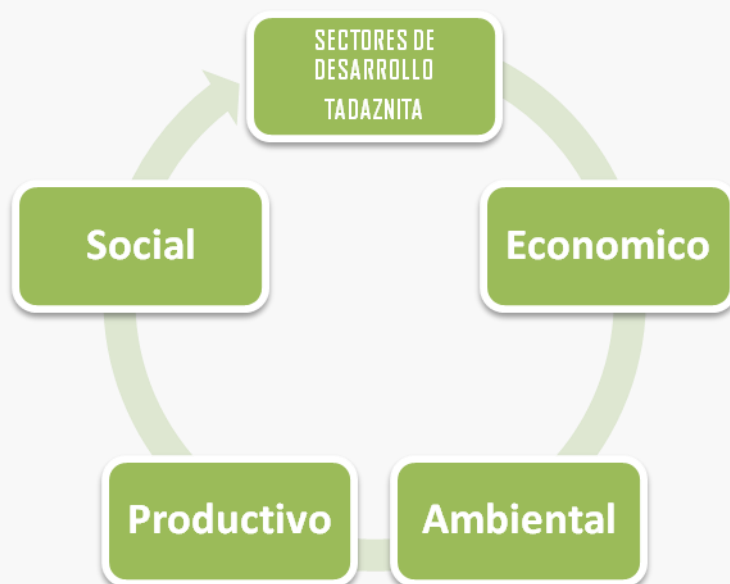 SECTORES DE
DESARROLLO
TADAZNITA
Economico
Ambiental
Productivo
Social